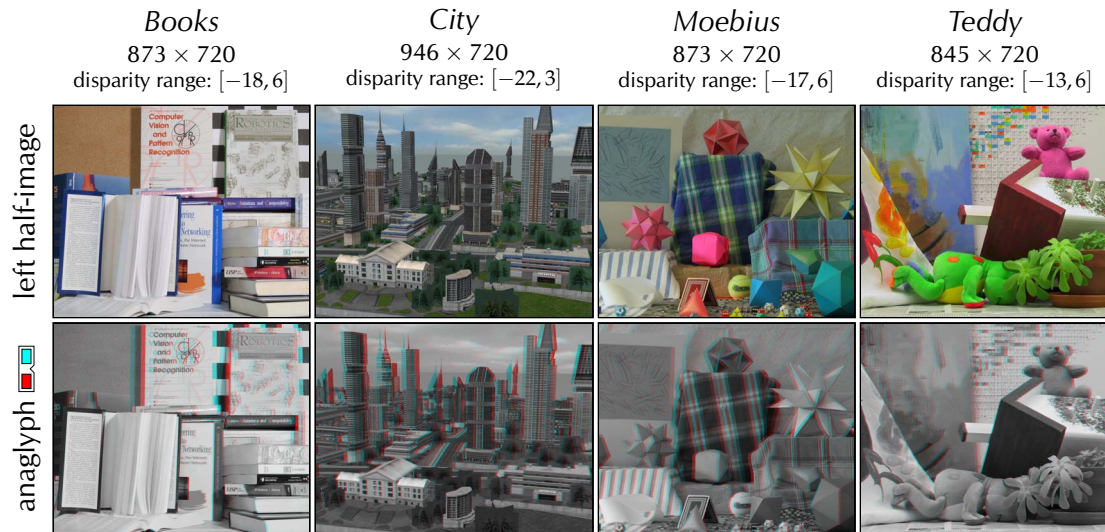 Books
873 × 720
disparity range: [−18, 6]
City
946 × 720
disparity range: [−22, 3]
Moebius
873 × 720
disparity range: [−17, 6]
Teddy
845 × 720
disparity range: [−13, 6]
left half-image
Computer
Vision
and
Pattern
Recognition
ROBOTICS
Networking
anaglyph
Computer
Vision
and
Pattern
Recognition
ROBOTICS
Networking